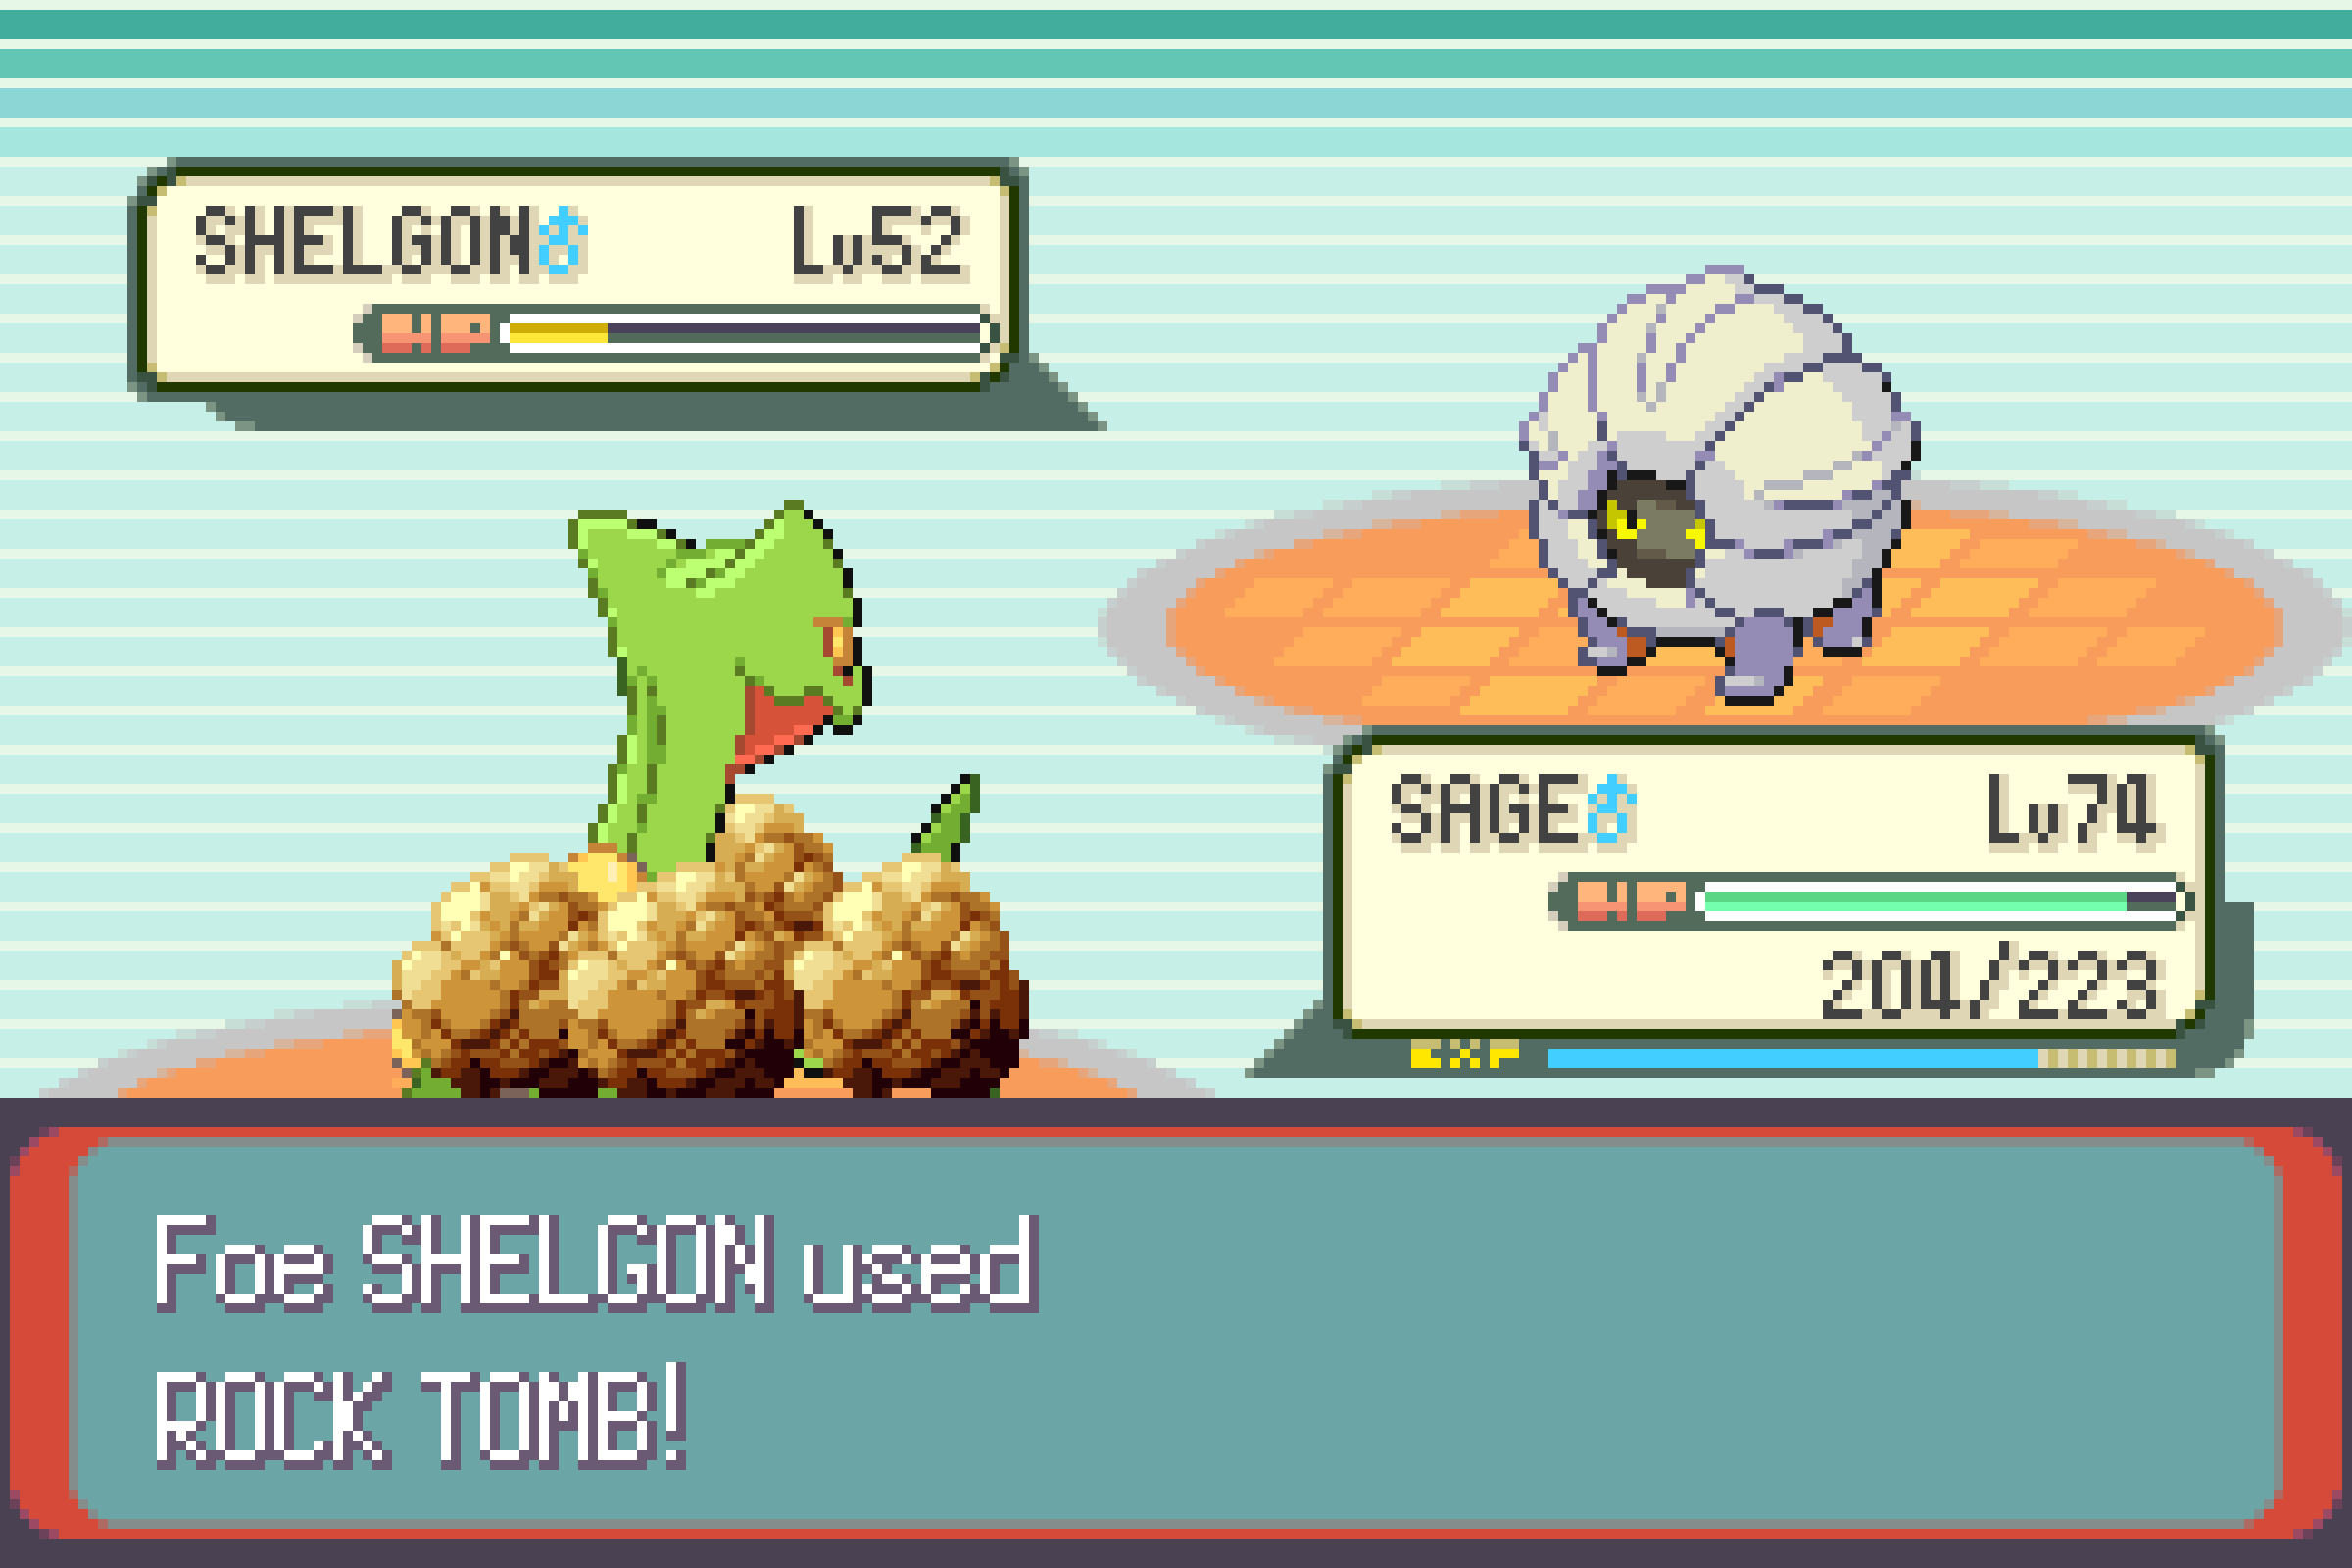 SHELGON♂ Lv52
HP
SAGE♂ Lv74
HP
204/223
EXP
Foe SHELGON used
ROCK TOMB!